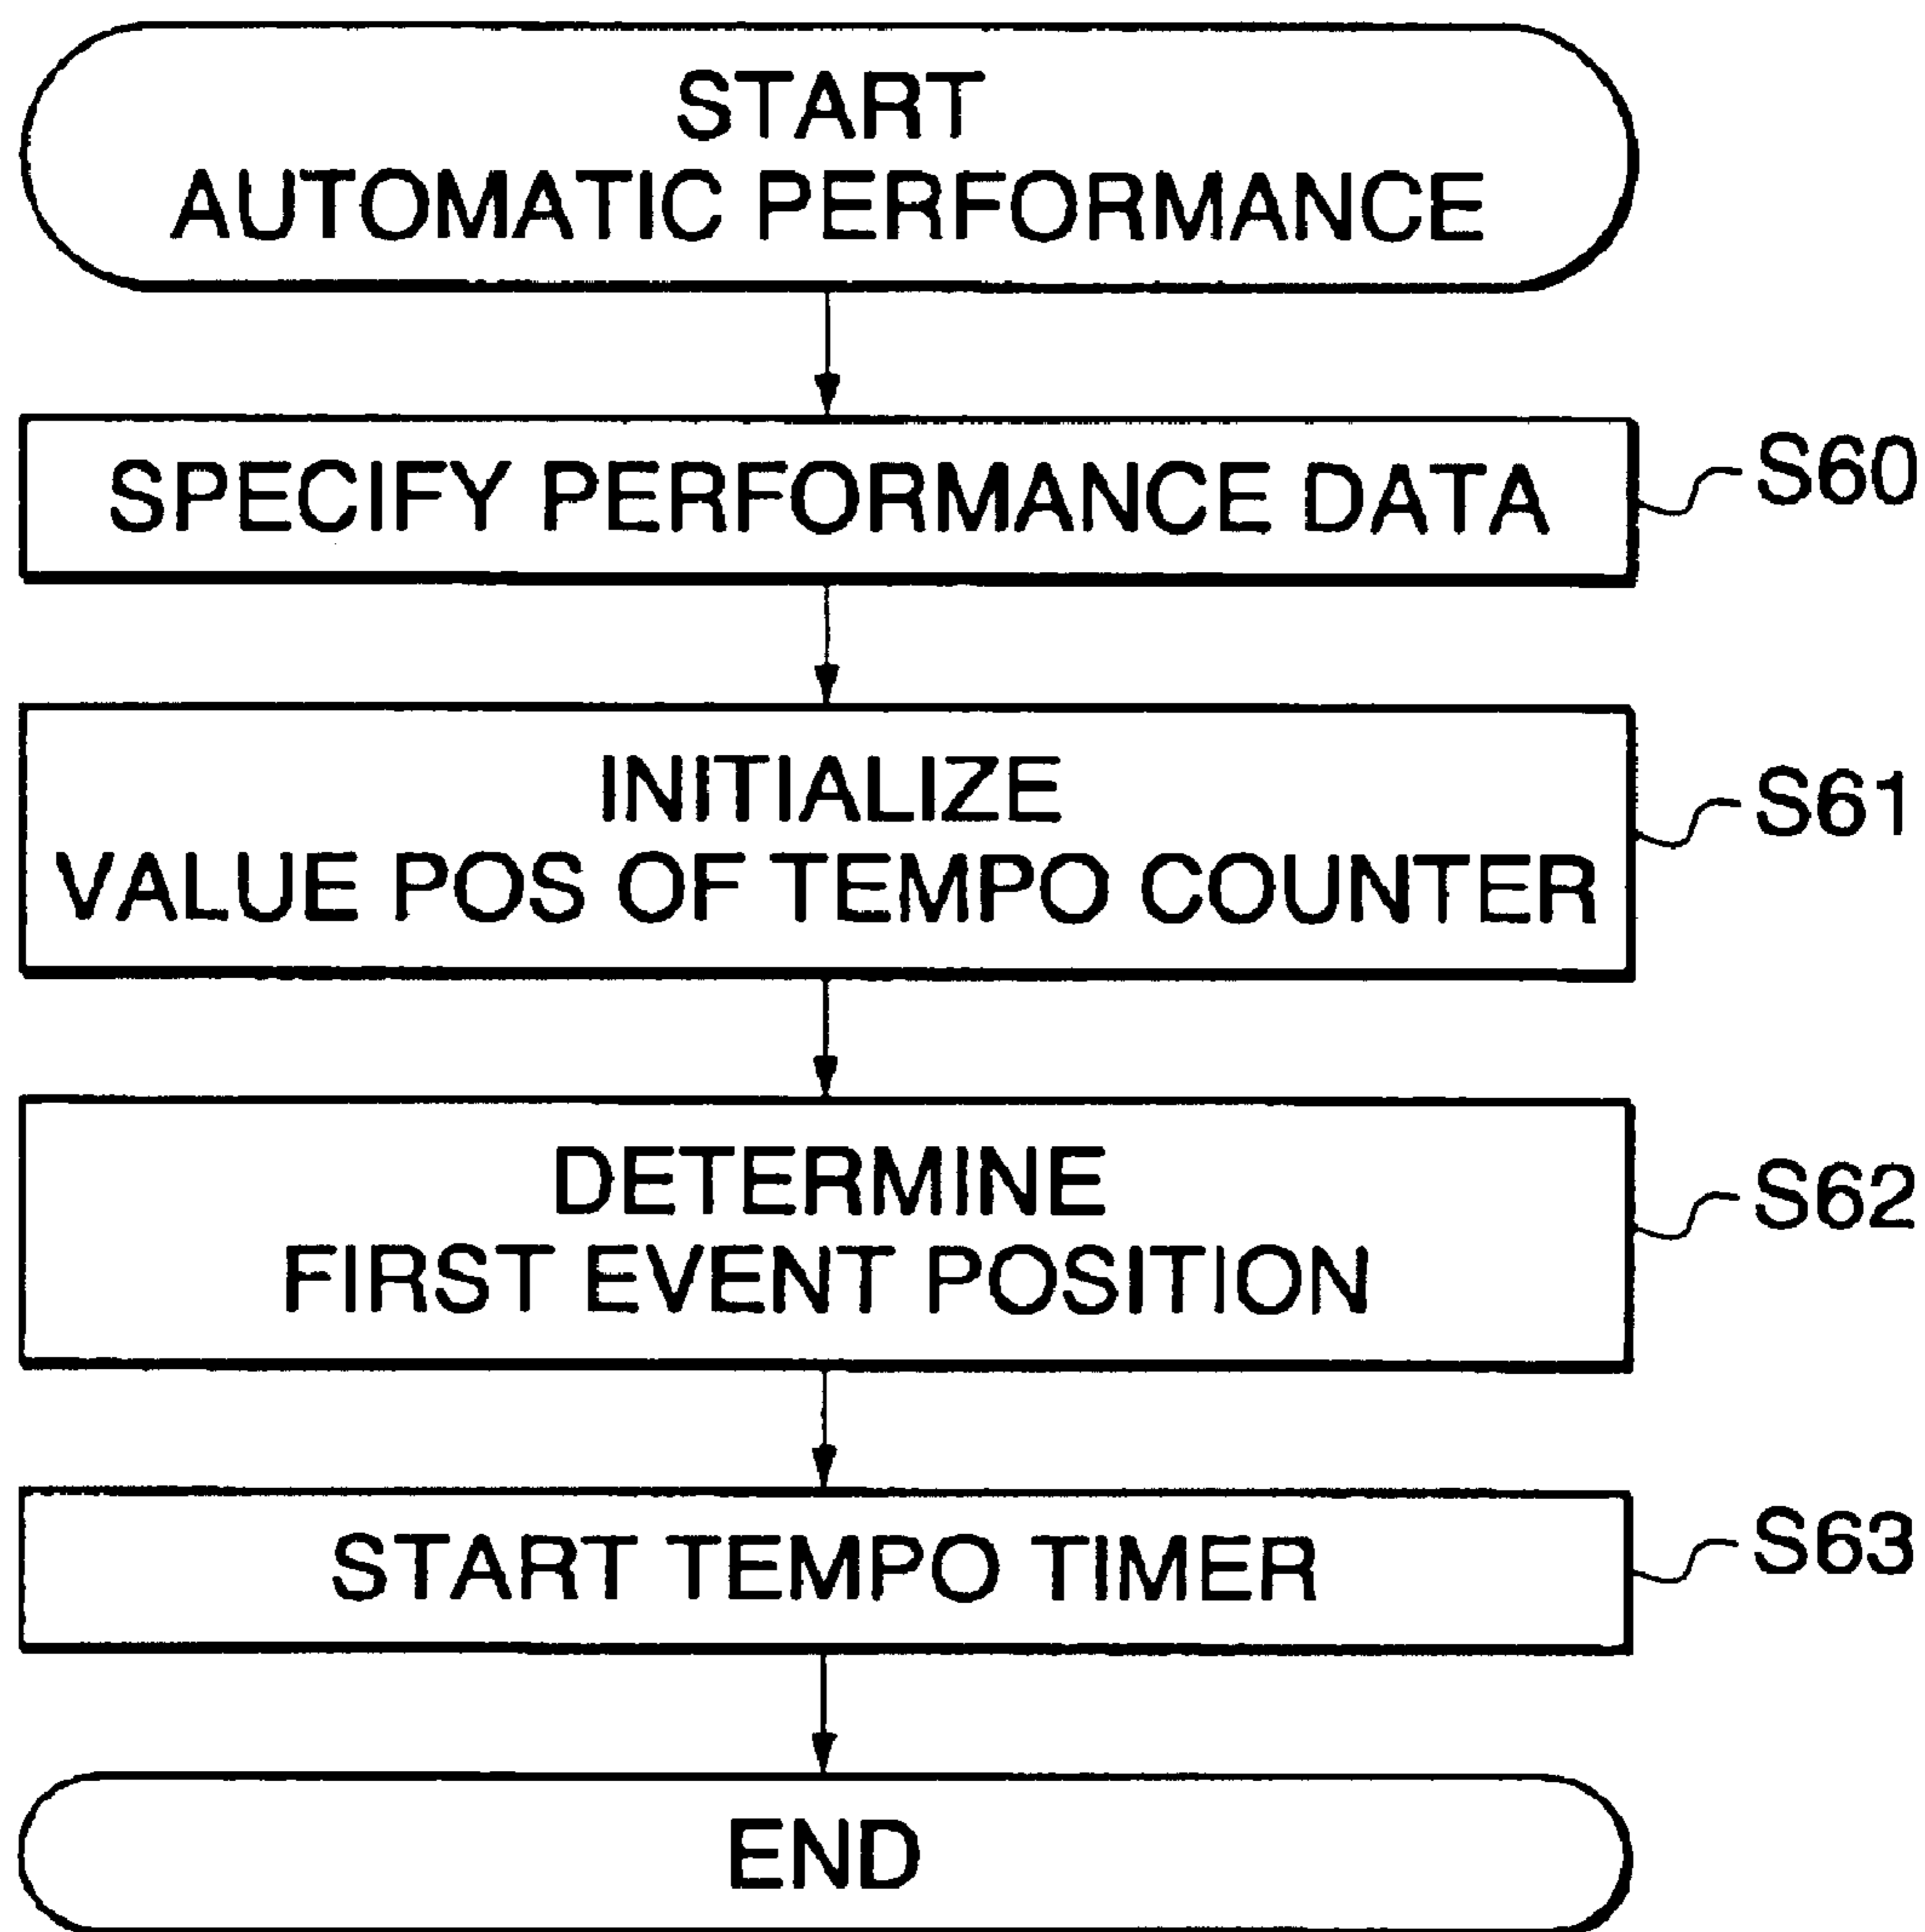 START
AUTOMATIC PERFORMANCE
SPECIFY PERFORMANCE DATA
S60
INITIALIZE
VALUE POS OF TEMPO COUNTER
S61
DETERMINE
FIRST EVENT POSITION
S62
START TEMPO TIMER
S63
END